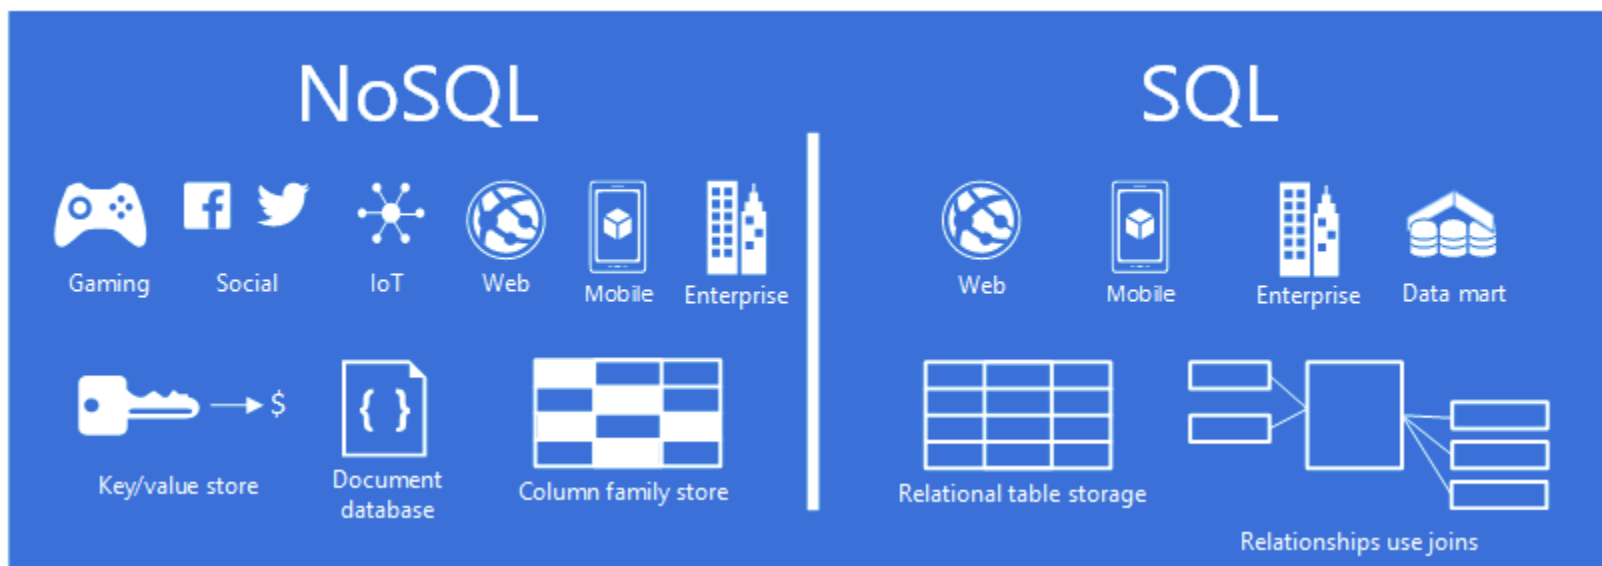 NoSQL
SQL
Gaming
Social
IoT
Web
Mobile
Enterprise
Web
Mobile
Enterprise
Data mart
$
{ }
Key/value store
Document
database
Column family store
Relational table storage
Relationships use joins